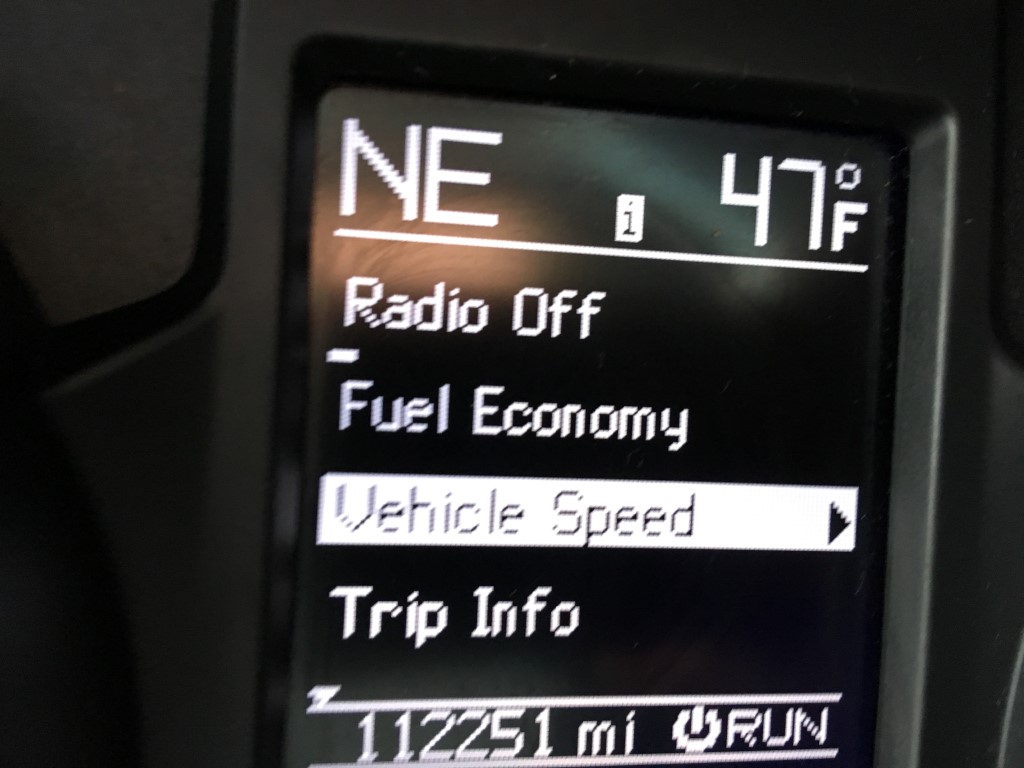 NE i 47°F
Radio Off
Fuel Economy
Vehicle Speed
Trip Info
112251 mi RUN